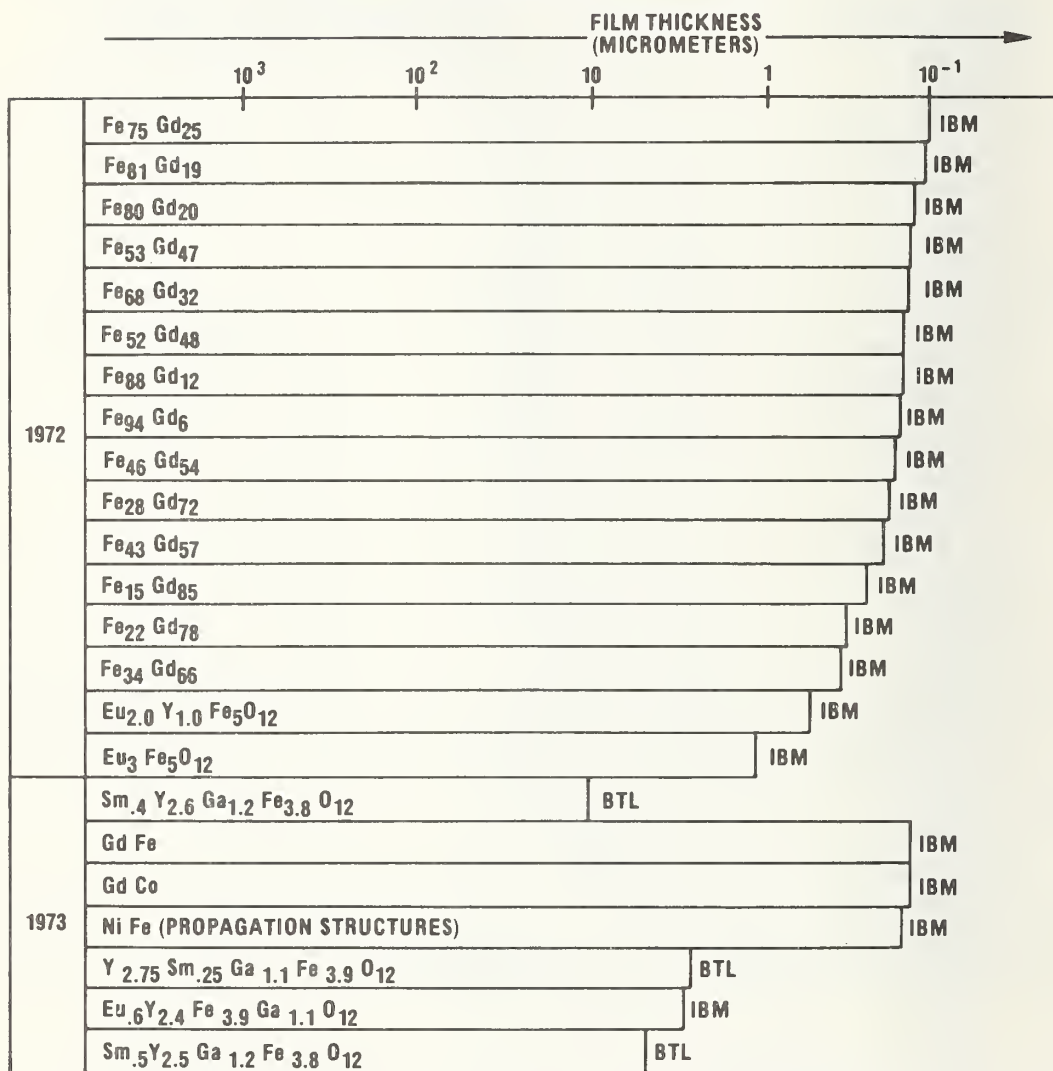 FILM THICKNESS
(MICROMETERS)
10³ 10² 10 1 10⁻¹
1972
Fe₇₅ Gd₂₅ IBM
Fe₈₁ Gd₁₉ IBM
Fe₈₀ Gd₂₀ IBM
Fe₅₃ Gd₄₇ IBM
Fe₆₈ Gd₃₂ IBM
Fe₅₂ Gd₄₈ IBM
Fe₈₈ Gd₁₂ IBM
Fe₉₄ Gd₆ IBM
Fe₄₆ Gd₅₄ IBM
Fe₂₈ Gd₇₂ IBM
Fe₄₃ Gd₅₇ IBM
Fe₁₅ Gd₈₅ IBM
Fe₂₂ Gd₇₈ IBM
Fe₃₄ Gd₆₆ IBM
Eu₂.₀ Y₁.₀ Fe₅O₁₂ IBM
Eu₃ Fe₅O₁₂ IBM
1973
Sm.₄ Y₂.₆ Ga₁.₂ Fe₃.₈ O₁₂ BTL
Gd Fe IBM
Gd Co IBM
Ni Fe (PROPAGATION STRUCTURES) IBM
Y ₂.₇₅ Sm.₂₅ Ga ₁.₁ Fe ₃.₉ O₁₂ BTL
Eu.₆Y₂.₄ Fe ₃.₉ Ga ₁.₁ O₁₂ IBM
Sm.₅Y₂.₅ Ga ₁.₂ Fe ₃.₈ O₁₂ BTL